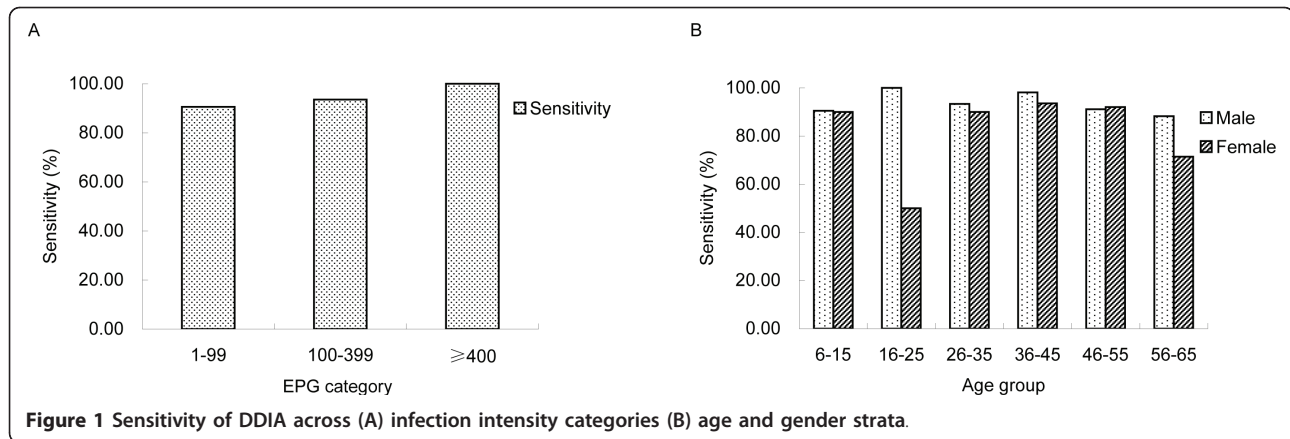 A
100.00
80.00
60.00
40.00
20.00
0.00
Sensitivity (%)
1-99 100-399 ≥400
EPG category
Sensitivity
B
100.00
80.00
60.00
40.00
20.00
0.00
Sensitivity (%)
6-15 16-25 26-35 36-45 46-55 56-65
Age group
Male
Female
Figure 1 Sensitivity of DDIA across (A) infection intensity categories (B) age and gender strata.